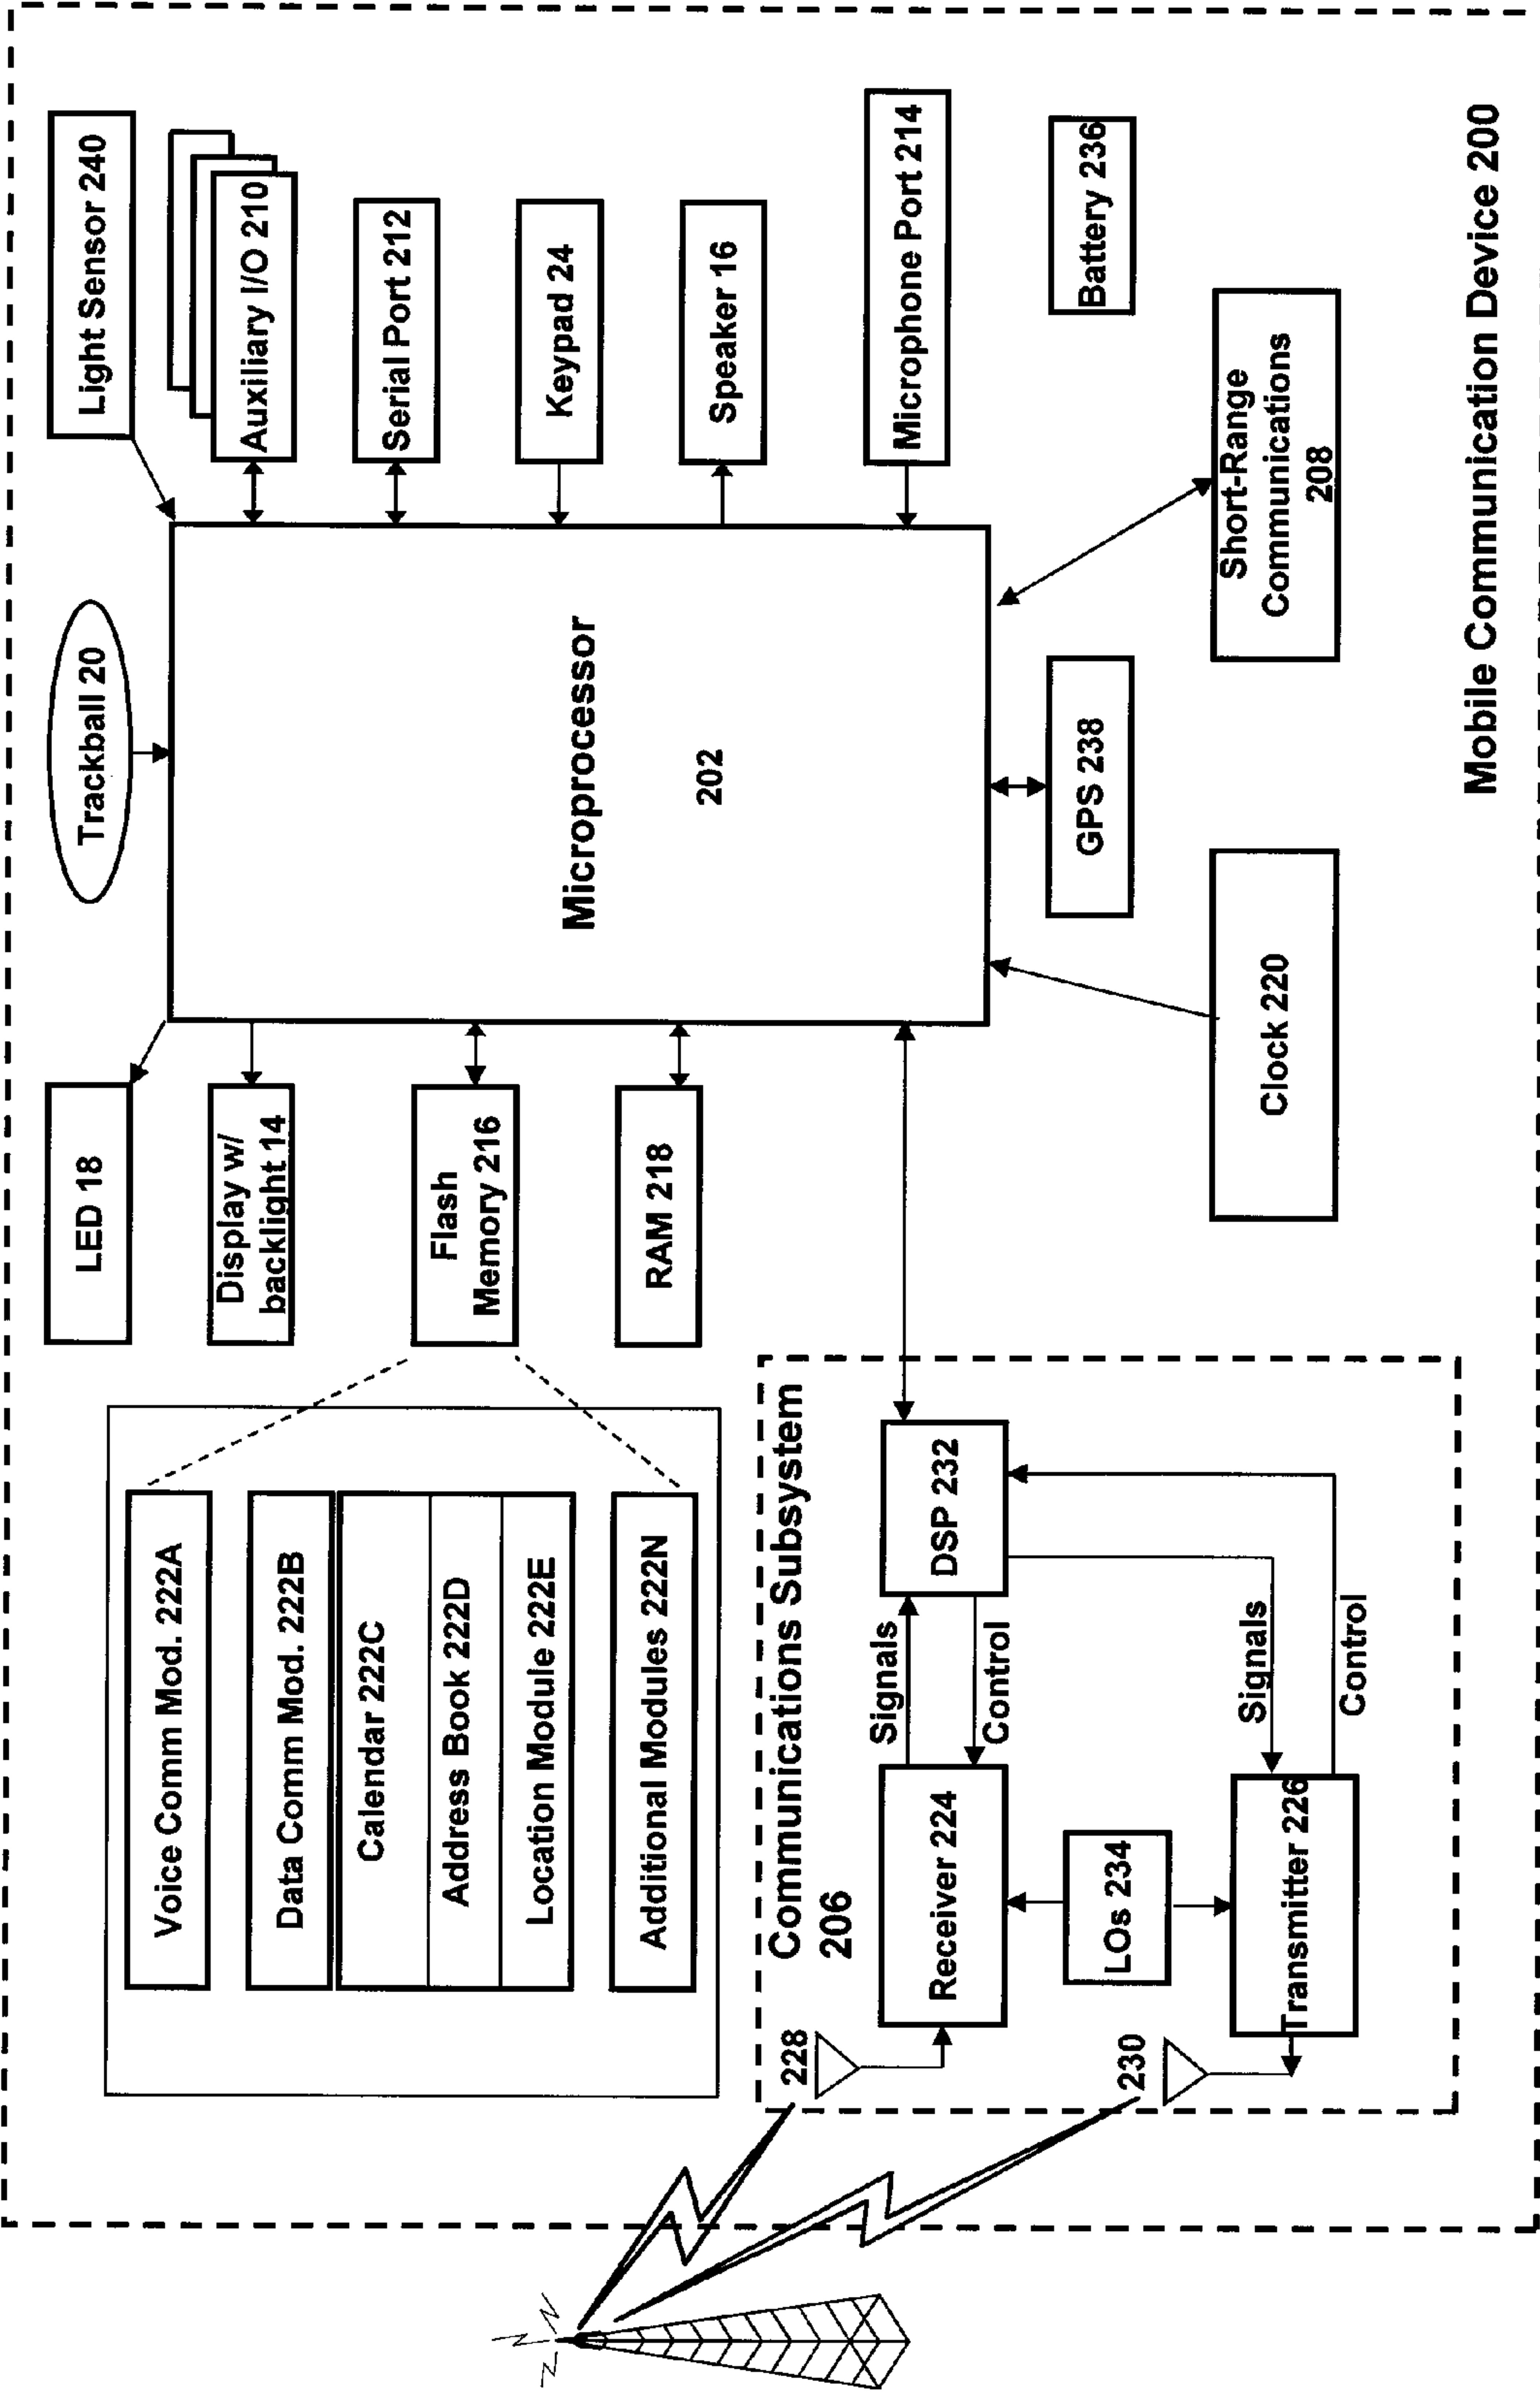 LED 18
Trackball 20
Light Sensor 240
Display w/
backlight 14
Auxiliary I/O 210
Voice Comm Mod. 222A
Data Comm Mod. 222B
Calendar 222C
Address Book 222D
Location Module 222E
Additional Modules 222N
Flash
Memory 216
RAM 218
Microprocessor
202
Serial Port 212
Keypad 24
Speaker 16
Microphone Port 214
Communications Subsystem
206
228
Receiver 224
Signals
Control
DSP 232
LOs 234
230
Transmitter 226
Signals
Control
GPS 238
Battery 236
Clock 220
Short-Range
Communications
208
Mobile Communication Device 200